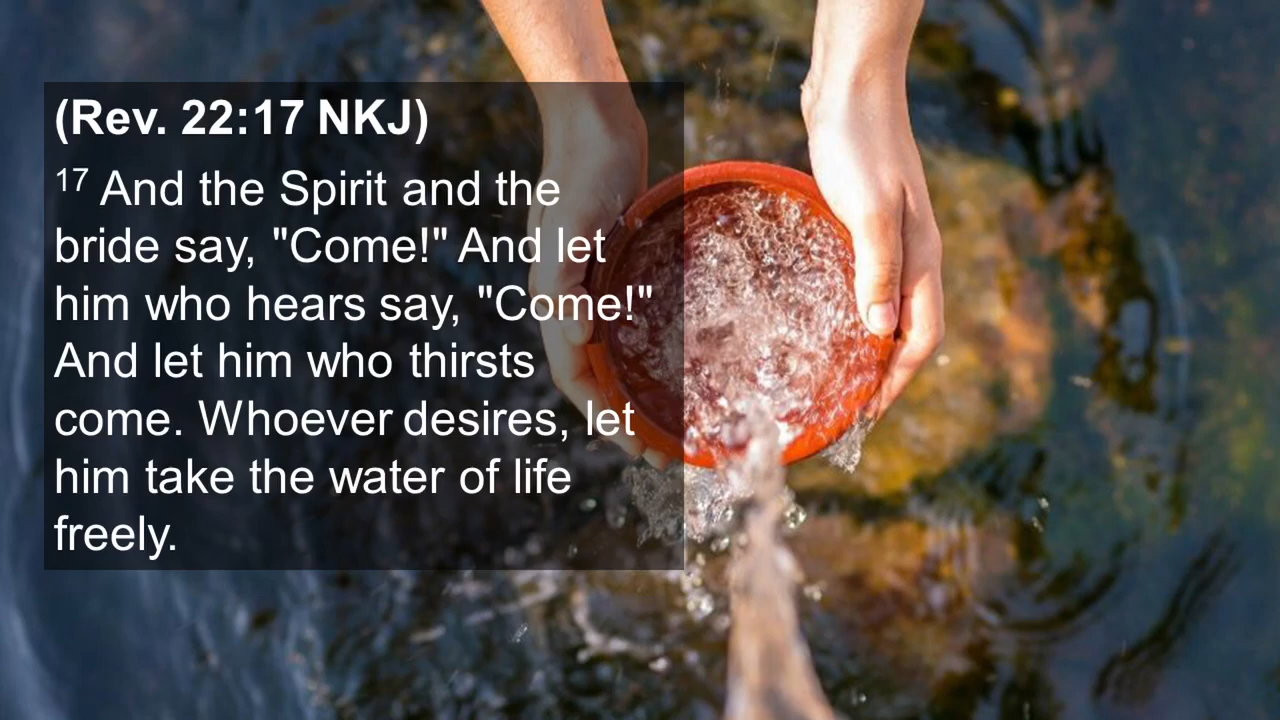 (Rev. 22:17 NKJ)
17 And the Spirit and the
bride say, "Come!" And let
him who hears say, "Come!"
And let him who thirsts
come. Whoever desires, let
him take the water of life
freely.